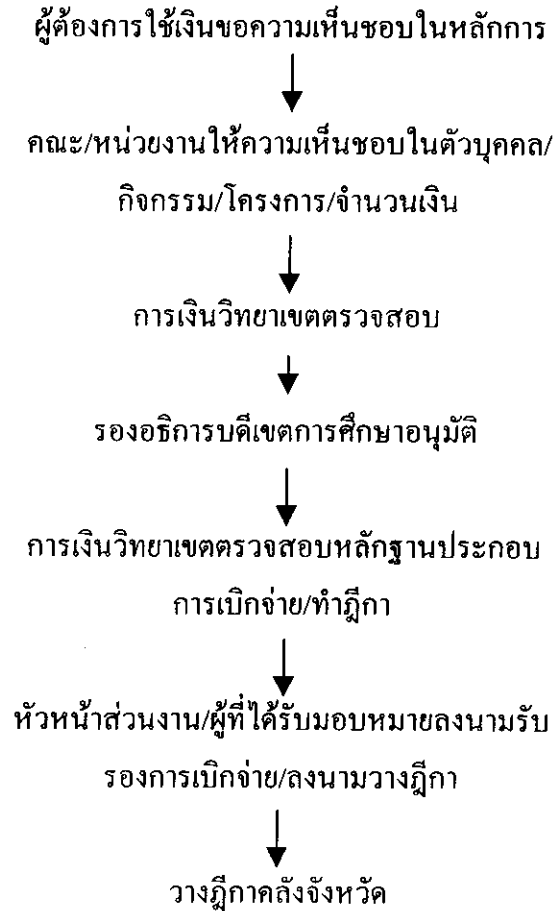 ผู้ต้องการใช้เงินขอความเห็นชอบในหลักการ
คณะ/หน่วยงานให้ความเห็นชอบในตัวบุคคล/
กิจกรรม/โครงการ/จำนวนเงิน
การเงินวิทยาเขตตรวจสอบ
รองอธิการบดีเขตการศึกษาอนุมัติ
การเงินวิทยาเขตตรวจสอบหลักฐานประกอบ
การเบิกจ่าย/ทำฎีกา
หัวหน้าส่วนงาน/ผู้ที่ได้รับมอบหมายลงนามรับ
รองการเบิกจ่าย/ลงนามวางฎีกา
วางฎีกาคลังจังหวัด